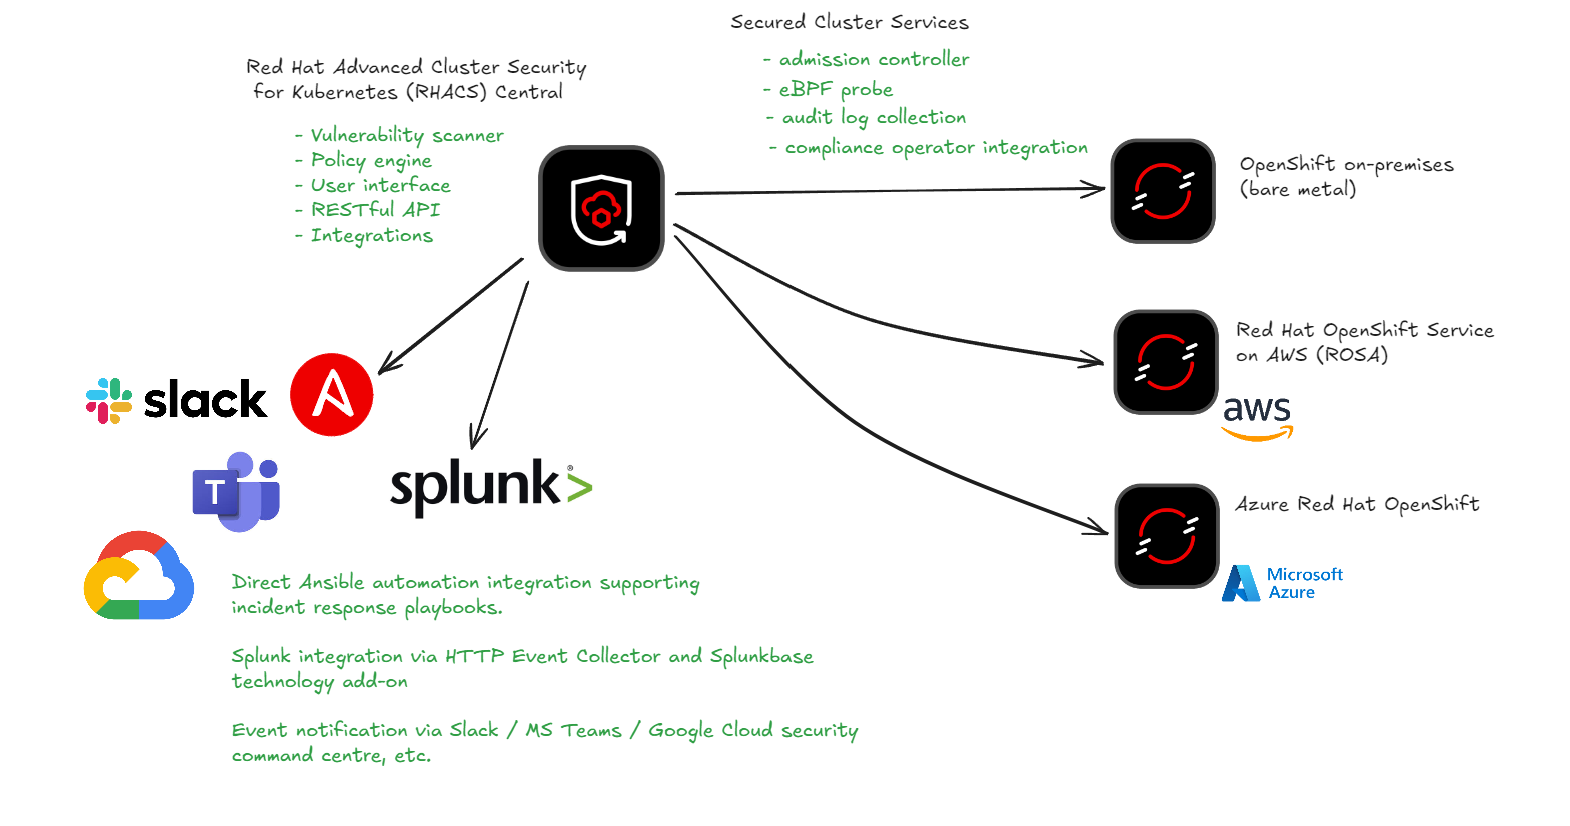 Secured Cluster Services
- admission controller
- eBPF probe
- audit log collection
- compliance operator integration
Red Hat Advanced Cluster Security
for Kubernetes (RHACS) Central
- Vulnerability scanner
- Policy engine
- User interface
- RESTful API
- Integrations
OpenShift on-premises
(bare metal)
Red Hat OpenShift Service
on AWS (ROSA)
aws
slack
A
T
splunk>
®
Azure Red Hat OpenShift
Microsoft
Azure
Direct Ansible automation integration supporting
incident response playbooks.
Splunk integration via HTTP Event Collector and Splunkbase
technology add-on
Event notification via Slack / MS Teams / Google Cloud security
command centre, etc.